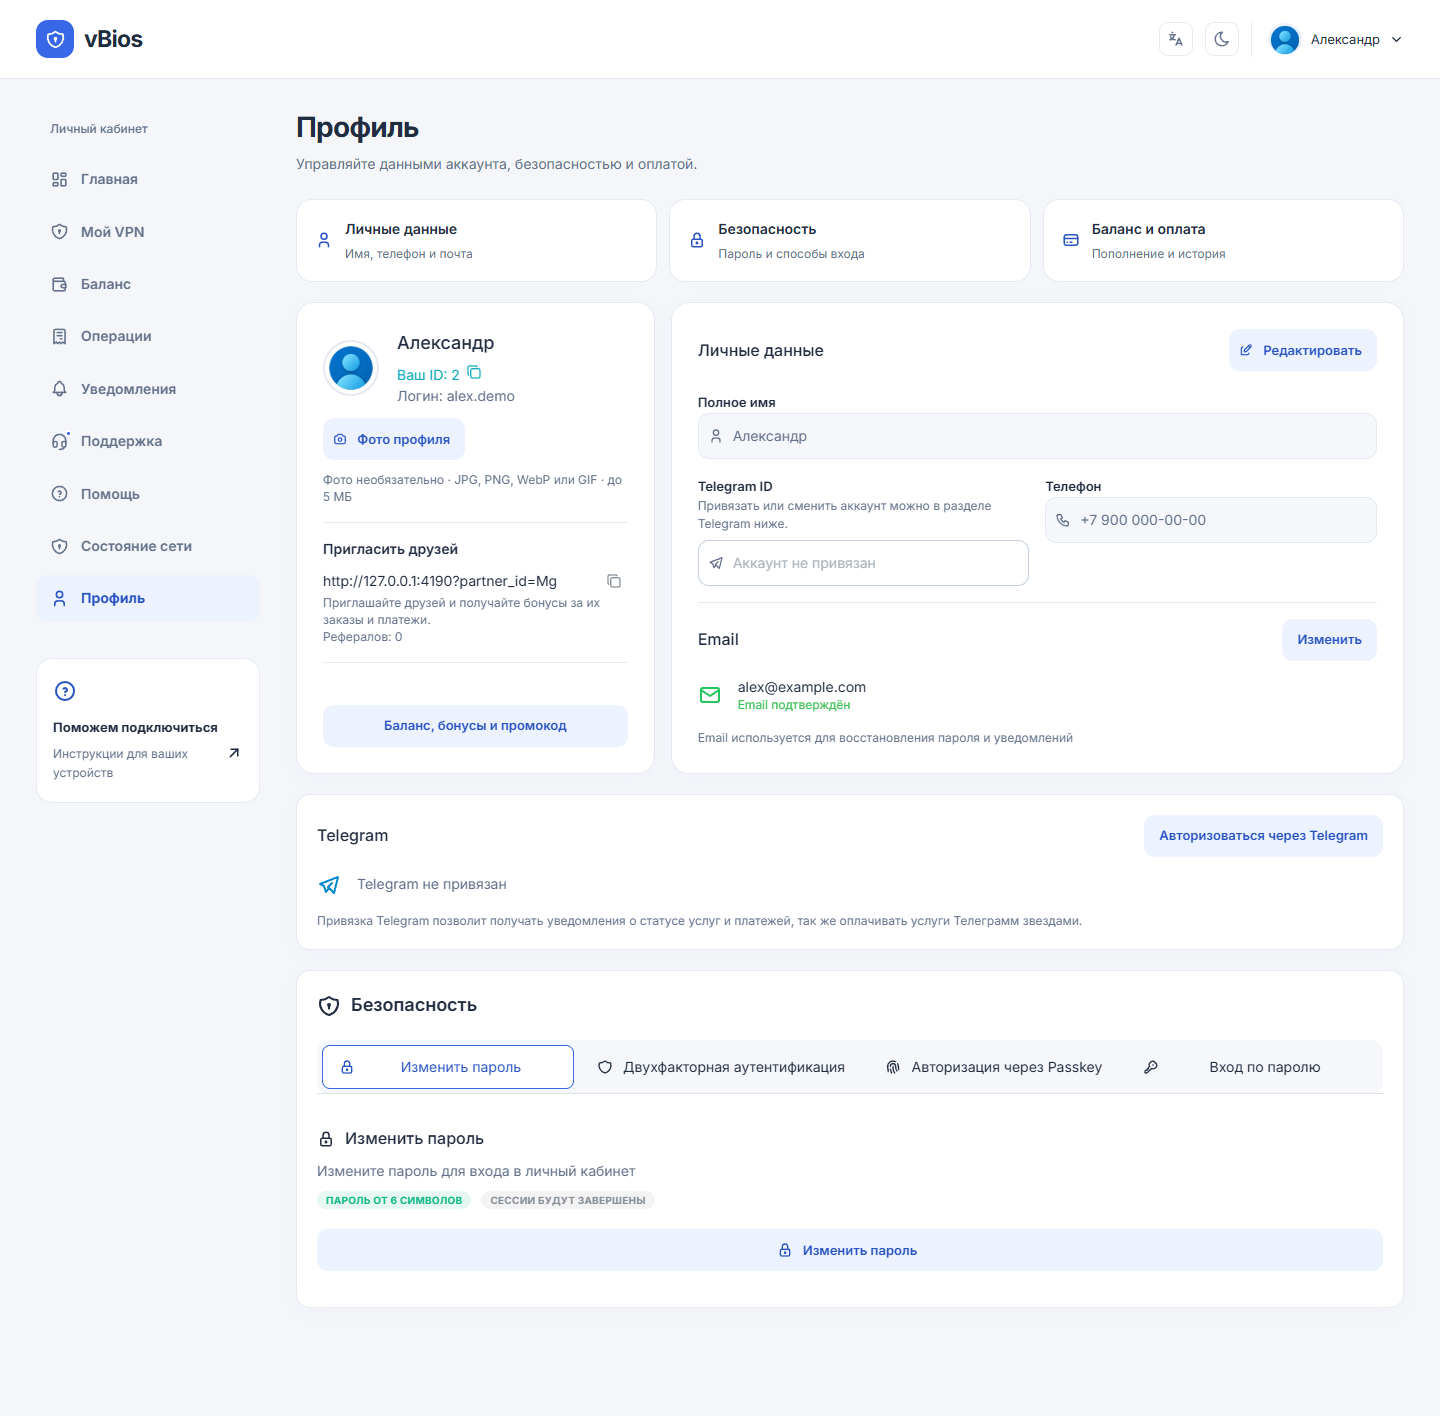 vBios
Александр
Личный кабинет
Главная
Мой VPN
Баланс
Операции
Уведомления
Поддержка
Помощь
Состояние сети
Профиль
Поможем подключиться
Инструкции для ваших
устройств
Профиль
Управляйте данными аккаунта, безопасностью и оплатой.
Личные данные
Имя, телефон и почта
Безопасность
Пароль и способы входа
Баланс и оплата
Пополнение и история
Александр
Ваш ID: 2
Логин: alex.demo
Фото профиля
Фото необязательно · JPG, PNG, WebP или GIF · до
5 МБ
Пригласить друзей
http://127.0.0.1:4190?partner_id=Mg
Приглашайте друзей и получайте бонусы за их
заказы и платежи.
Рефералов: 0
Баланс, бонусы и промокод
Личные данные
Редактировать
Полное имя
Александр
Telegram ID
Привязать или сменить аккаунт можно в разделе
Telegram ниже.
Аккаунт не привязан
Телефон
+7 900 000-00-00
Email
Изменить
alex@example.com
Email подтверждён
Email используется для восстановления пароля и уведомлений
Telegram
Авторизоваться через Telegram
Telegram не привязан
Привязка Telegram позволит получать уведомления о статусе услуг и платежей, так же оплачивать услуги Телеграмм звездами.
Безопасность
Изменить пароль
Двухфакторная аутентификация
Авторизация через Passkey
Вход по паролю
Изменить пароль
Измените пароль для входа в личный кабинет
ПАРОЛЬ ОТ 6 СИМВОЛОВ
СЕССИИ БУДУТ ЗАВЕРШЕНЫ
Изменить пароль